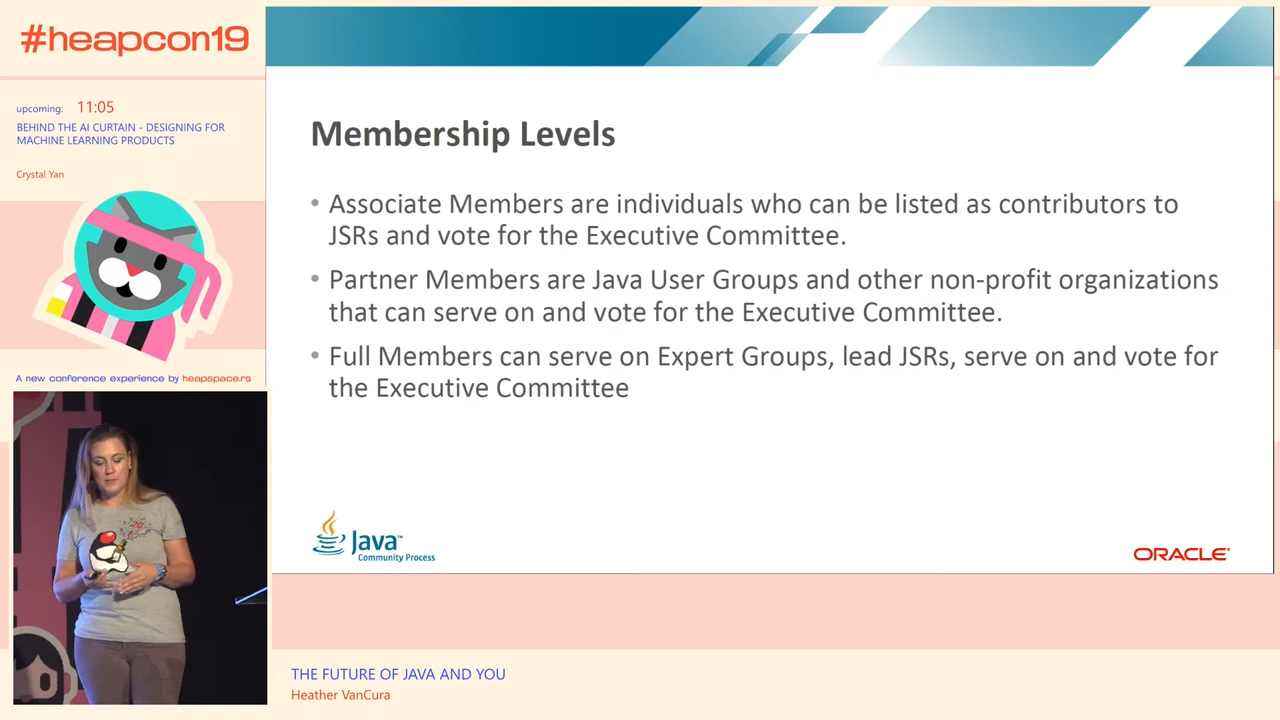 #heapcon19
upcoming: 11:05
BEHIND THE AI CURTAIN - DESIGNING FOR
MACHINE LEARNING PRODUCTS
Crystal Yan
A new conference experience by heapspace.rs
Membership Levels
• Associate Members are individuals who can be listed as contributors to
JSRs and vote for the Executive Committee.
• Partner Members are Java User Groups and other non-profit organizations
that can serve on and vote for the Executive Committee.
• Full Members can serve on Expert Groups, lead JSRs, serve on and vote for
the Executive Committee
Java™
Community Process
ORACLE®
20
THE FUTURE OF JAVA AND YOU
Heather VanCura